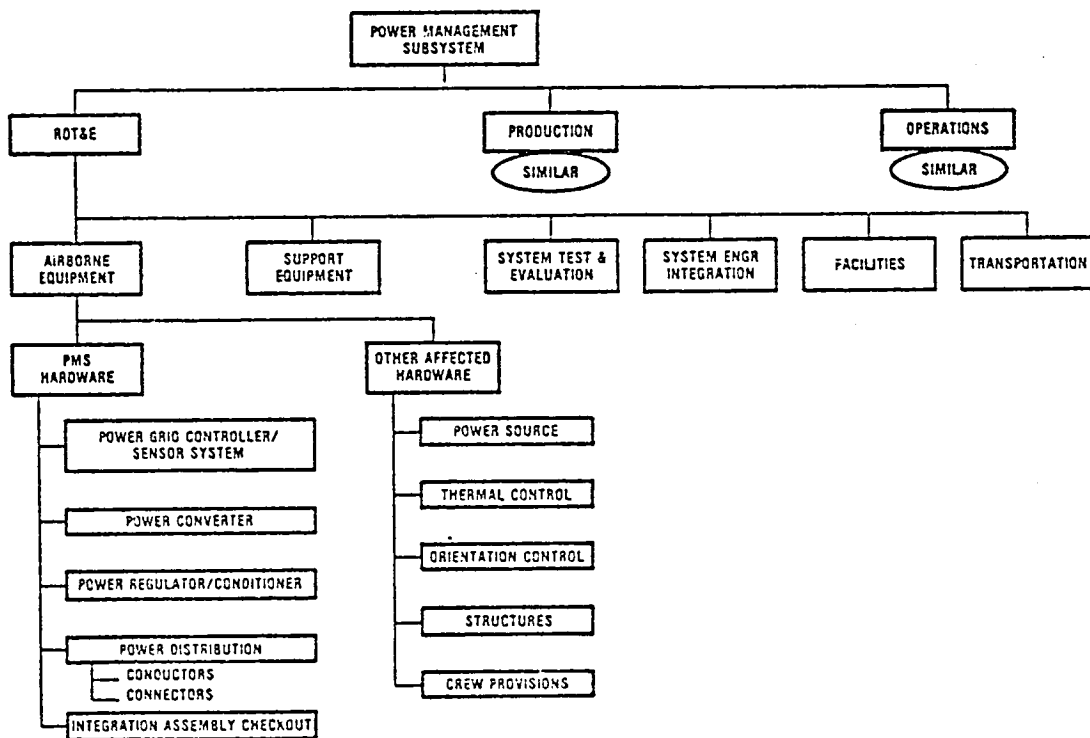 POWER MANAGEMENT
SUBSYSTEM
RDT&E
PRODUCTION
OPERATIONS
SIMILAR
SIMILAR
AIRBORNE
EQUIPMENT
SUPPORT
EQUIPMENT
SYSTEM TEST &
EVALUATION
SYSTEM ENGR
INTEGRATION
FACILITIES
TRANSPORTATION
PMS
HARDWARE
OTHER AFFECTED
HARDWARE
POWER GRID CONTROLLER/
SENSOR SYSTEM
POWER CONVERTER
POWER REGULATOR/CONDITIONER
POWER DISTRIBUTION
CONDUCTORS
CONNECTORS
INTEGRATION ASSEMBLY CHECKOUT
POWER SOURCE
THERMAL CONTROL
ORIENTATION CONTROL
STRUCTURES
CREW PROVISIONS